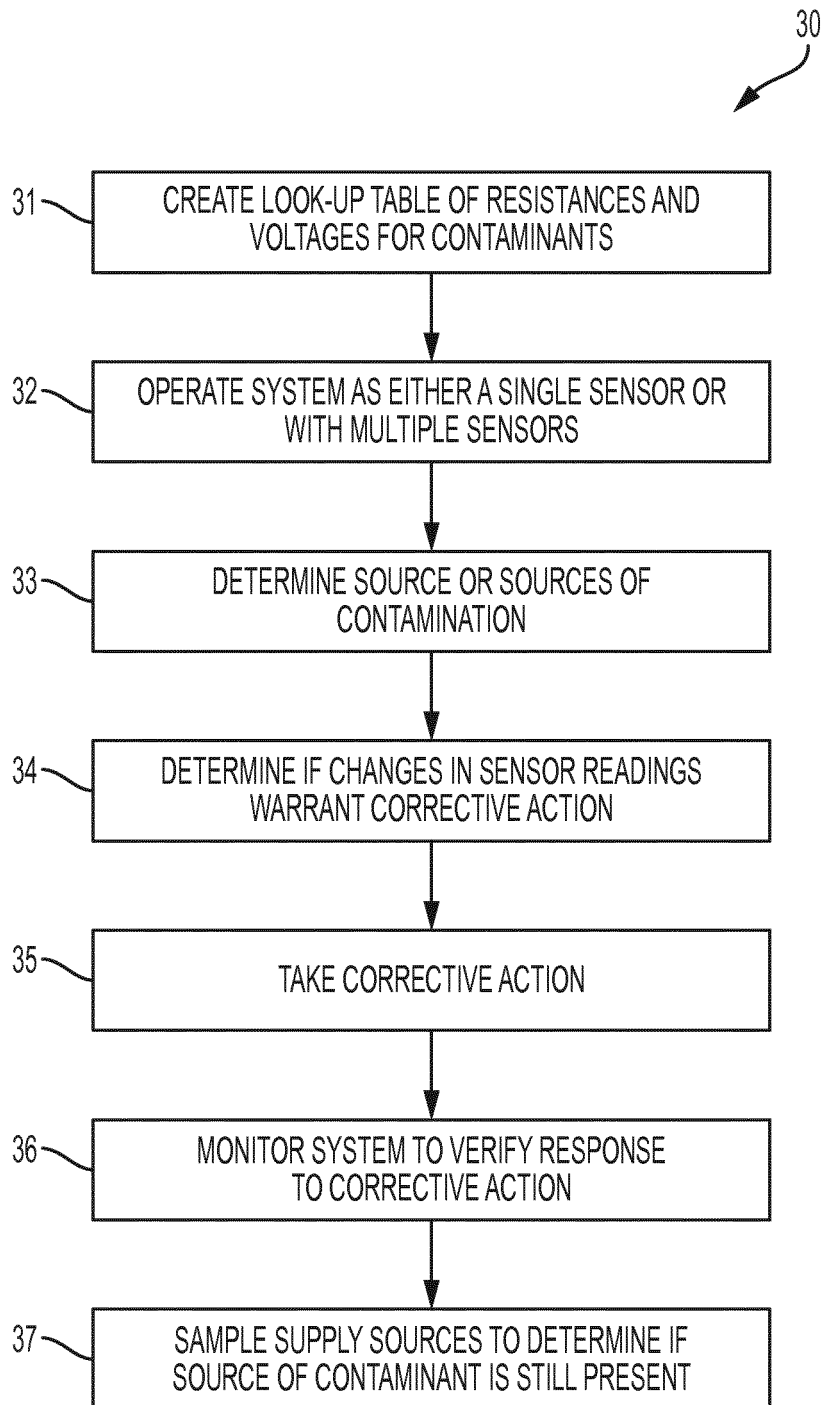 30
31
CREATE LOOK-UP TABLE OF RESISTANCES AND
VOLTAGES FOR CONTAMINANTS
32
OPERATE SYSTEM AS EITHER A SINGLE SENSOR OR
WITH MULTIPLE SENSORS
33
DETERMINE SOURCE OR SOURCES OF
CONTAMINATION
34
DETERMINE IF CHANGES IN SENSOR READINGS
WARRANT CORRECTIVE ACTION
35
TAKE CORRECTIVE ACTION
36
MONITOR SYSTEM TO VERIFY RESPONSE
TO CORRECTIVE ACTION
37
SAMPLE SUPPLY SOURCES TO DETERMINE IF
SOURCE OF CONTAMINANT IS STILL PRESENT